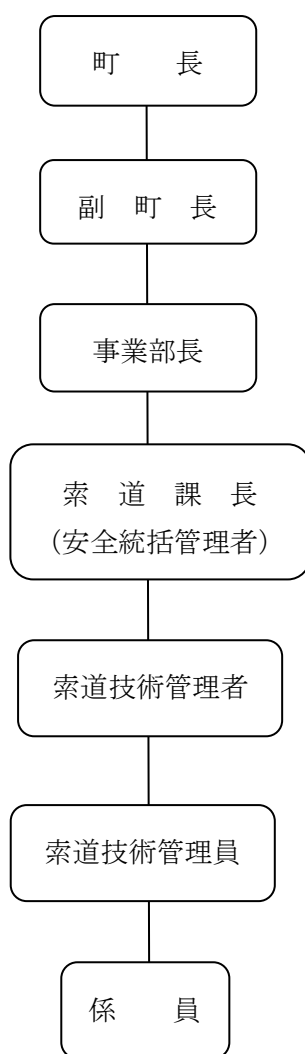 町　　長
副　町　長
事業部長
索　道　課　長
（安全統括管理者）
索道技術管理者
索道技術管理員
係　　員